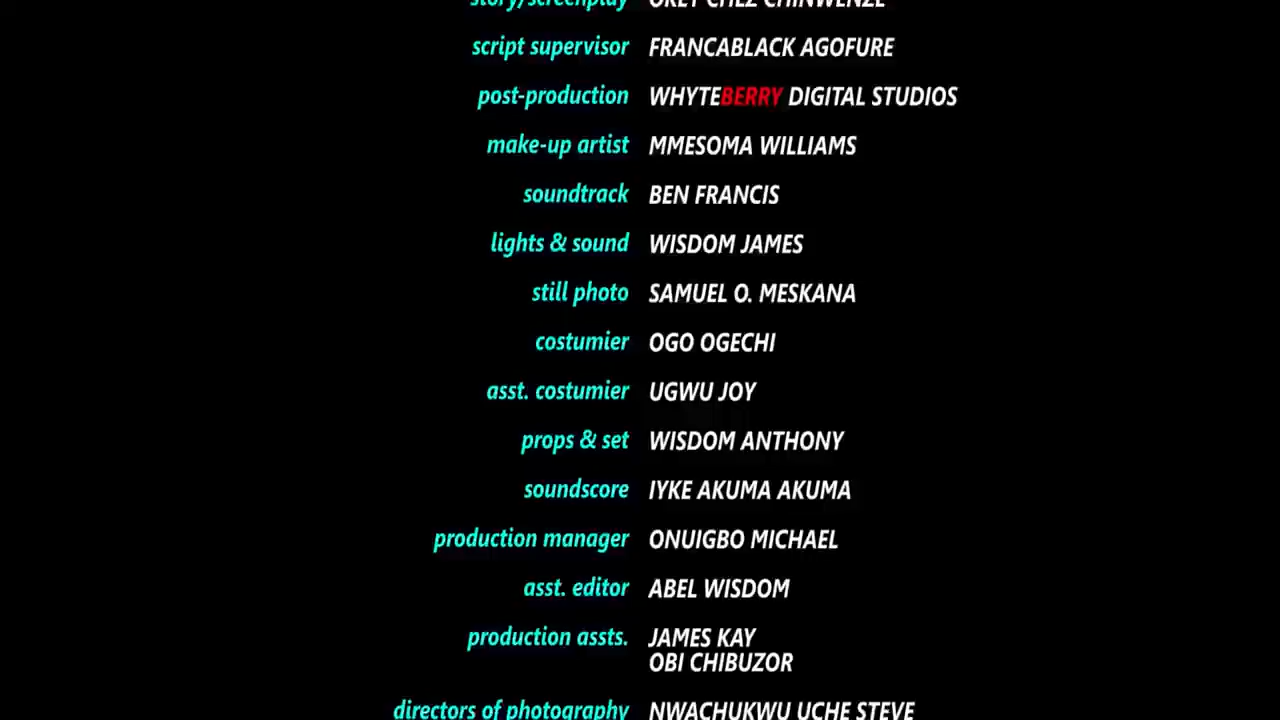 story/screenplay OKEY CHEZ CHINWENZE
script supervisor FRANCABLACK AGOFURE
post-production WHYTEBERRY DIGITAL STUDIOS
make-up artist MMESOMA WILLIAMS
soundtrack BEN FRANCIS
lights & sound WISDOM JAMES
still photo SAMUEL O. MESKANA
costumier OGO OGECHI
asst. costumier UGWU JOY
props & set WISDOM ANTHONY
soundscore IYKE AKUMA AKUMA
production manager ONUIGBO MICHAEL
asst. editor ABEL WISDOM
production assts. JAMES KAY
OBI CHIBUZOR
directors of photography NWACHUKWU UCHE STEVE